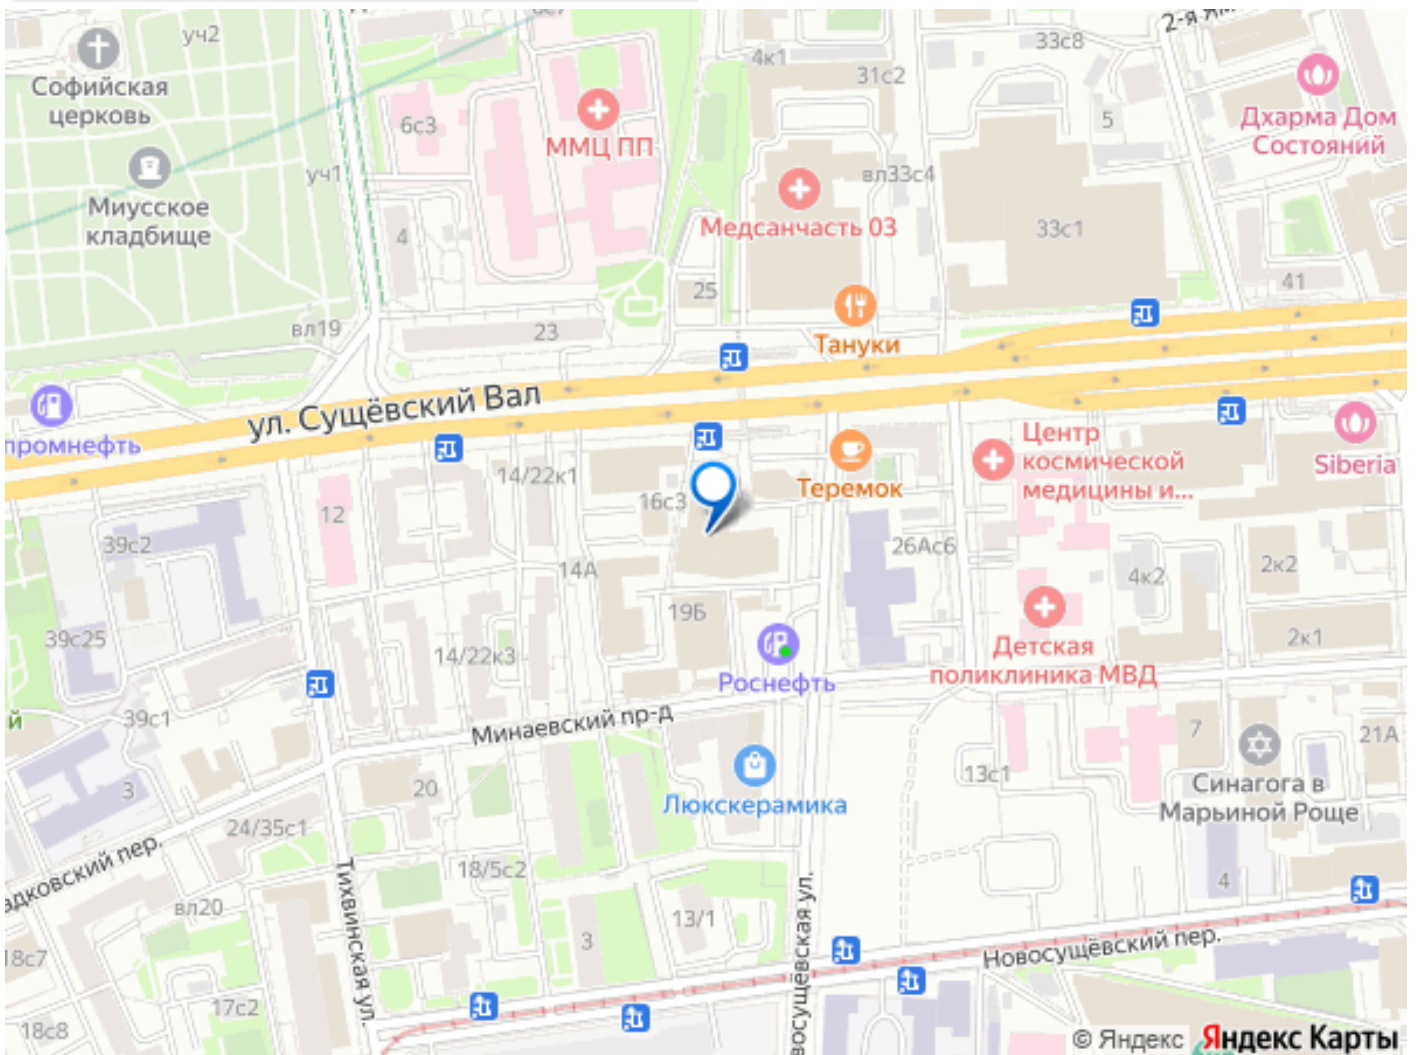 уч2
Софийская
церковь
Миусское
кладбище
уч1
6с3
ММЦ ПП
4
вл19
23
25
4к1
31с2
33с8
Медсанчасть 03
вл33с4
33с1
5
Дхарма Дом
Состояний
41
Тануки
ул. Сущёвский Вал
промнефть
14/22к1
16с3
Теремок
Центр
космической
медицины и...
Siberia
12
39с2
14А
26Ас6
4к2
2к2
39с25
19Б
14/22к3
Роснефть
Детская
поликлиника МВД
2к1
й
39с1
Минаевский пр-д
7
21А
3
20
Люкскерамика
13с1
Синагога в
Марьиной Роще
24/35с1
адковский пер.
Тихвинская ул.
18/5с2
вл20
13/1
3
4
18с7
17с2
18с8
восущёвская ул.
Новосущёвский пер.
© Яндекс Яндекс Карты